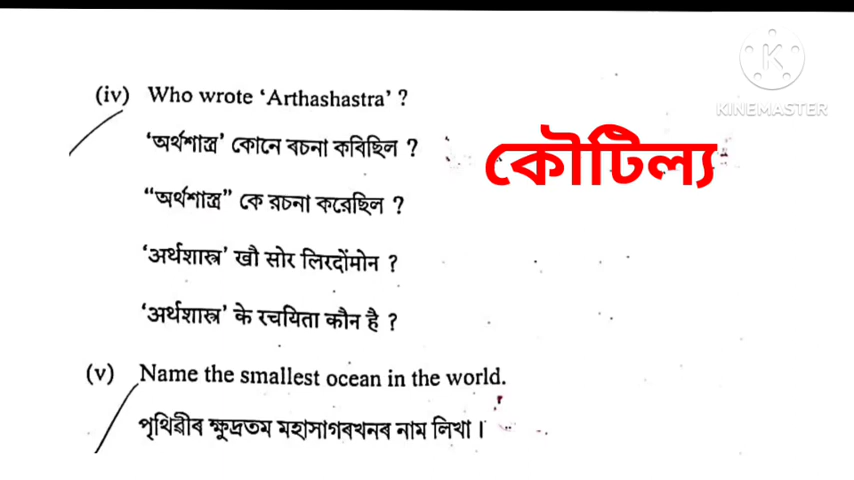 (iv) Who wrote ‘Arthashastra’ ?
‘অৰ্থশাস্ত্ৰ’ কোনে ৰচনা কৰিছিল ?
“অর্থশাস্ত্র” কে রচনা করেছিল ?
‘अर्थशास्त्र’ खौ सोर लिरदोंमोन ?
‘अर्थशास्त्र’ के रचयिता कौन है ?
কৌটিল্য
KINEMASTER
(v) Name the smallest ocean in the world.
পৃথিৱীৰ ক্ষুদ্ৰতম মহাসাগৰখনৰ নাম লিখা ।